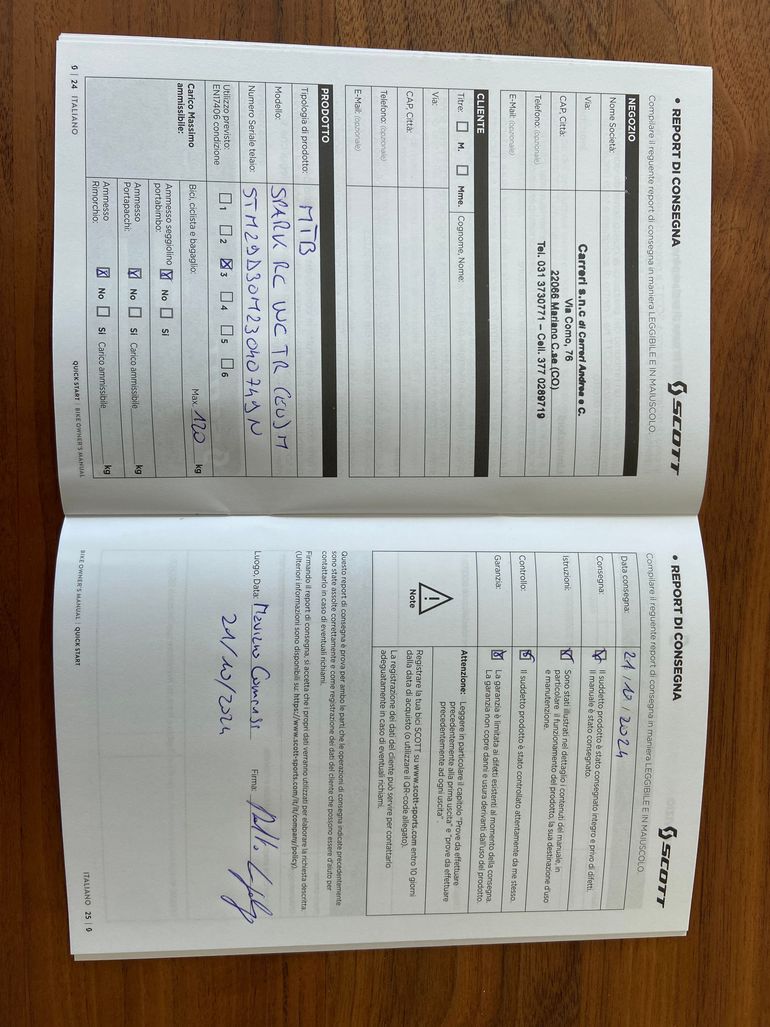 • REPORT DI CONSEGNA
SCOTT
Compilare il reguente report di consegna in maniera LEGGIBILE E IN MAIUSCOLO.
NEGOZIO
Nome Società:
Carreri s.n.c di Carreri Andrea e C.
Via:
Via Como, 76
CAP, Città:
22066 Mariano C.se (CO)
Telefono: (opzionale)
Tel. 031 3730771 – Cell. 377 0289719
E-Mail: (opzionale)
CLIENTE
Titre: M. Mme. Cognome, Nome:
Via:
CAP, Città:
Telefono: (opzionale)
E-Mail: (opzionale)
PRODOTTO
Tipologia di prodotto: MTB
Modello: SPARK RC WC TR (EU) M
Numero Seriale telaio: STM29D30M23040749N
Utilizzo previsto:
EN17406 condizione
1 2 3 4 5 6
Carico Massimo
ammissibile:
Bici, ciclista e bagaglio: Max. 120 kg
Ammesso seggiolino
portabimbo: No Sì
Ammesso
Portapacchi: No Sì Carico ammissibile kg
Ammesso
Rimorchio: No Sì Carico ammissibile kg
24 ITALIANO
QUICK START | BIKE OWNER'S MANUAL
• REPORT DI CONSEGNA
SCOTT
Compilare il reguente report di consegna in maniera LEGGIBILE E IN MAIUSCOLO.
Data consegna: 21/10/2024
Consegna: Il suddetto prodotto è stato consegnato integro e privo di difetti.
Il manuale è stato consegnato.
Istruzioni: Sono stati illustrati nel dettaglio i contenuti del manuale, in
particolare il funzionamento del prodotto, la sua destinazione d'uso
e manutenzione.
Controllo: Il suddetto prodotto è stato controllato attentamente da me stesso.
Garanzia: La garanzia è limitata ai difetti esistenti al momento della consegna.
La garanzia non copre danni e usura derivanti dall'uso del prodotto.
Note
Attenzione: Leggere in particolare il capitolo "Prove da effettuare
precedentemente alla prima uscita" e "prove da effettuare
precedentemente ad ogni uscita".
Registrare la tua bici SCOTT su www.scott-sports.com entro 10 giorni
dalla data di acquisto (o utilizzare il QR-code allegato).
La registrazione dei dati del cliente può servire per contattarlo
adeguatamente in caso di eventuali richiami.
Questo report di consegna è prova per ambo le parti che le operazioni di consegna indicate precedentemente
sono state assolte correttamente e come registrazione dei dati del cliente che possono essere d'aiuto per
contattarlo in caso di eventuali richiami.
Firmando il report di consegna, si accetta che i propri dati verranno utilizzati per elaborare la richiesta descritta.
(Ulteriori informazioni sono disponibili su: https://www.scott-sports.com/it/it/company/policy).
Luogo, Data: Firma:
21/10/2024
BIKE OWNER'S MANUAL | QUICK START
ITALIANO 25